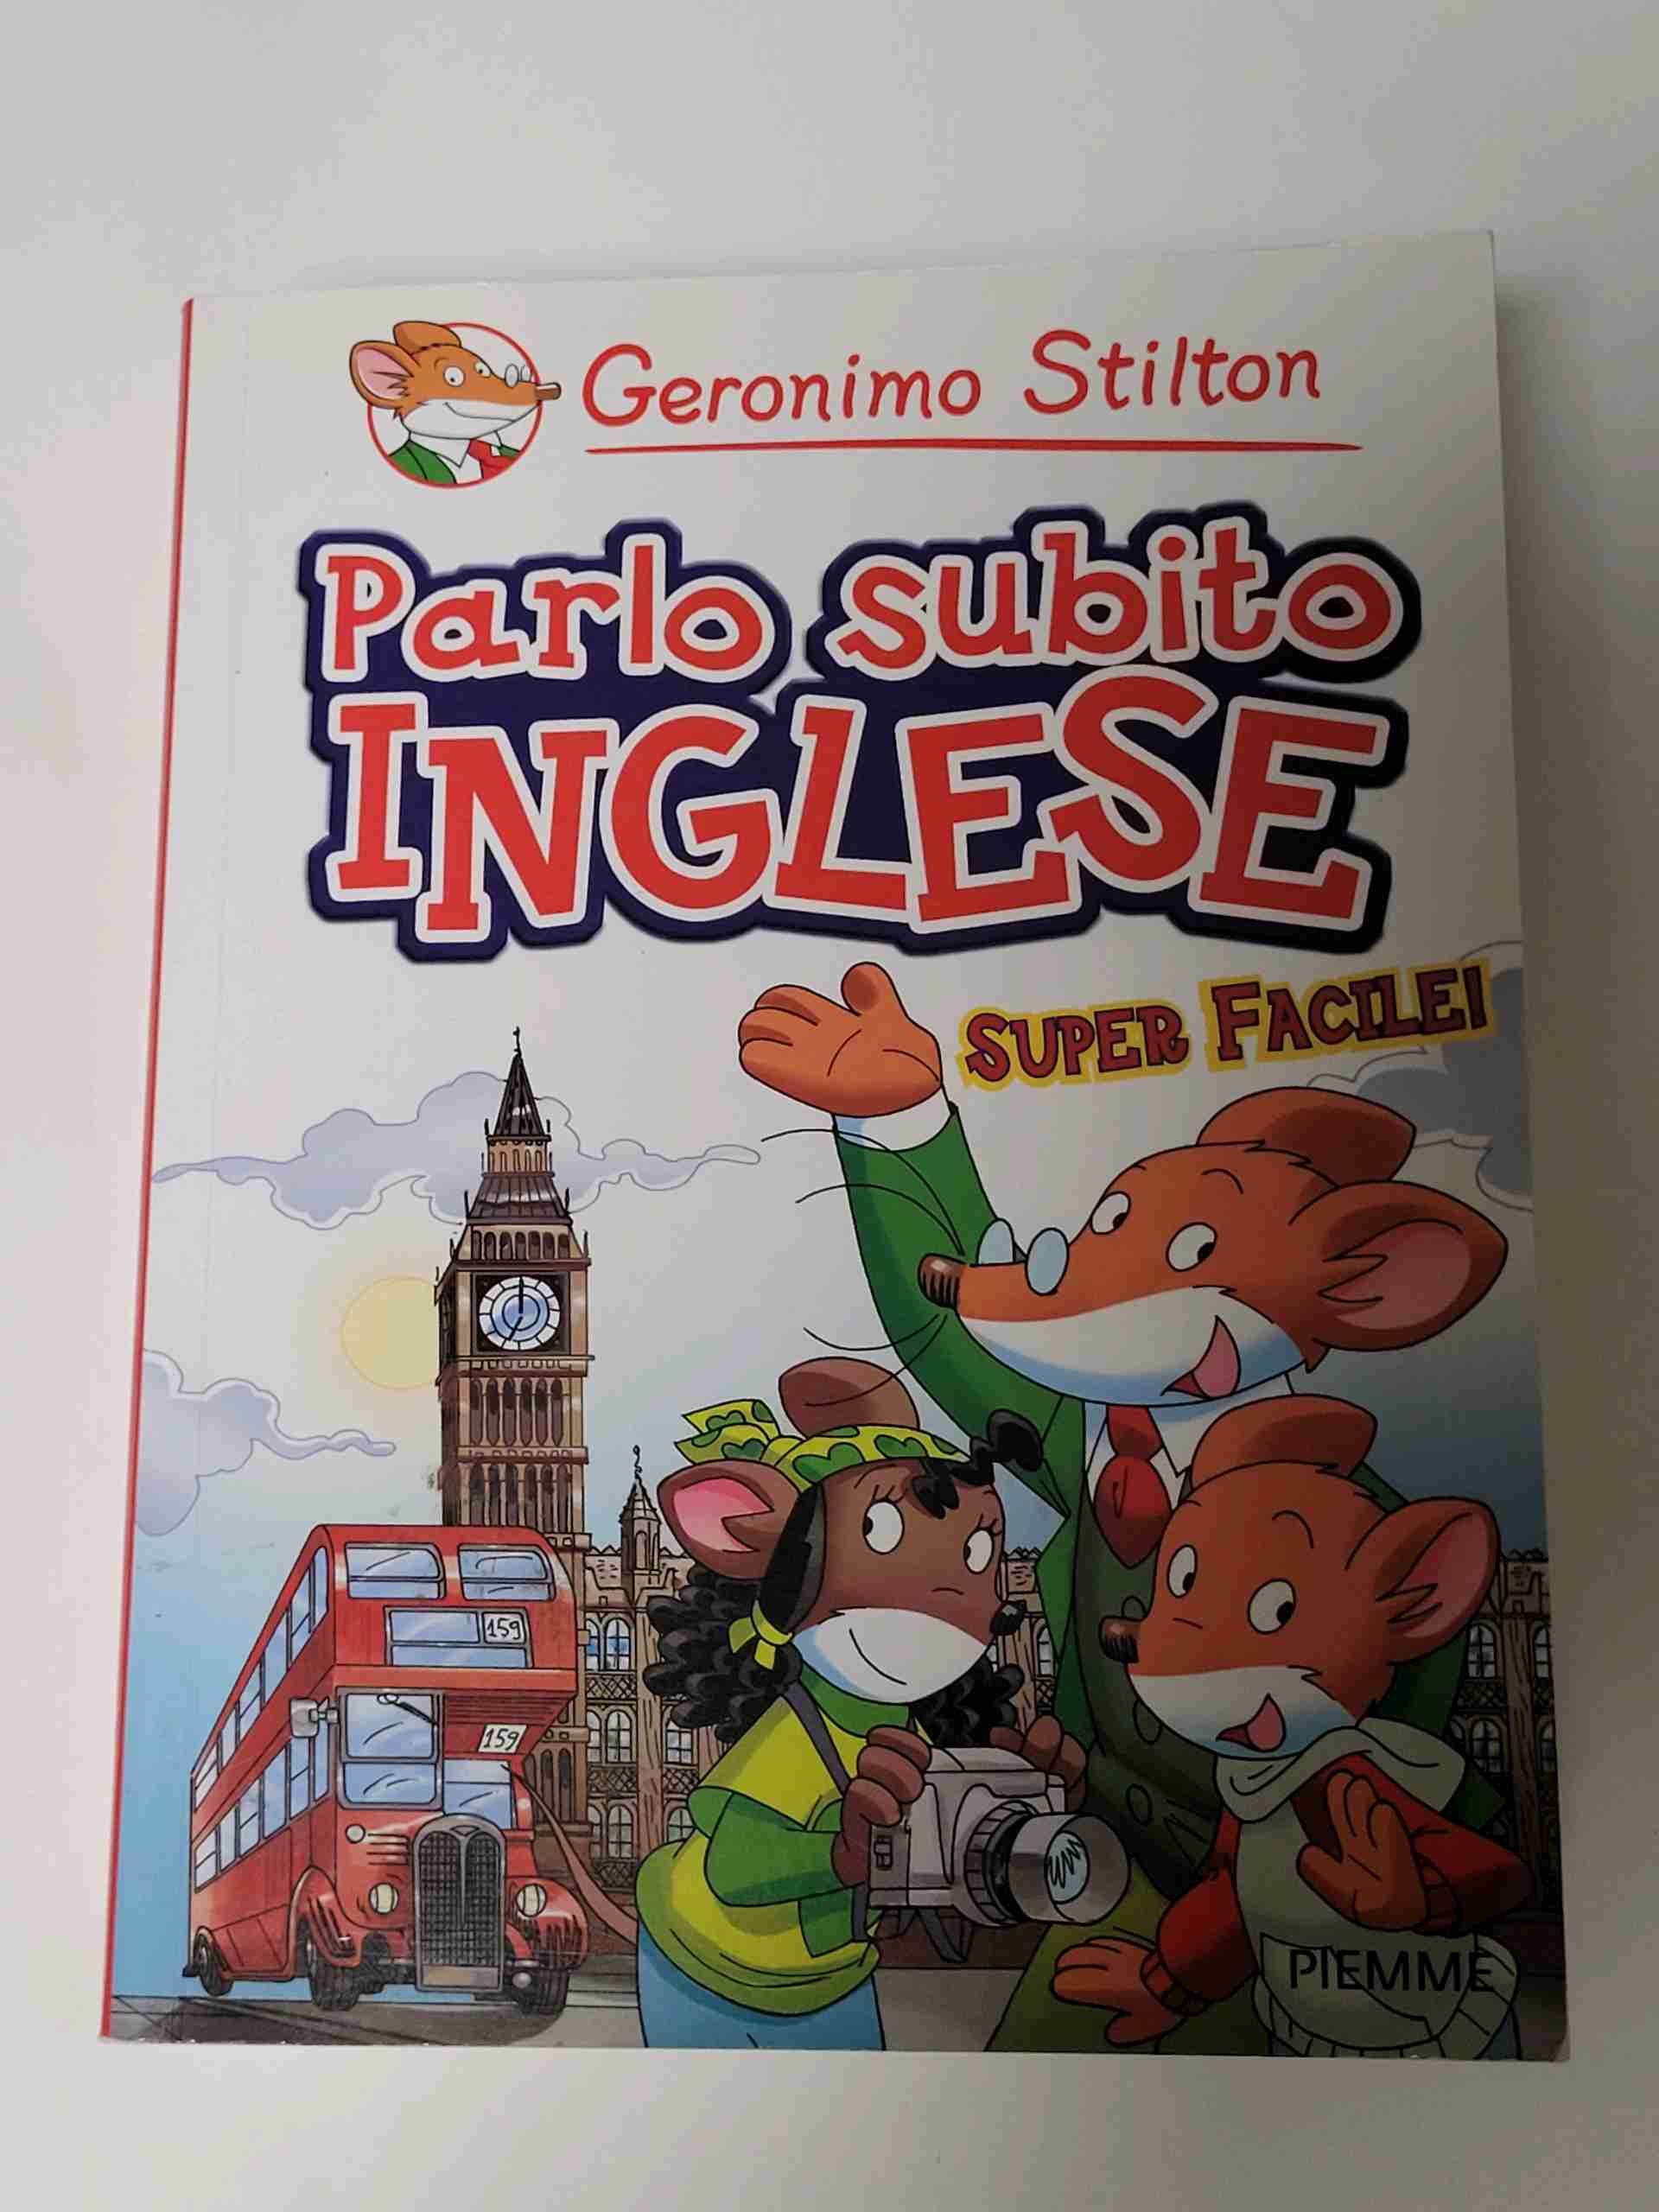 Geronimo Stilton
Parlo subito
INGLESE
SUPER FACILE!
159
159
PIEMME